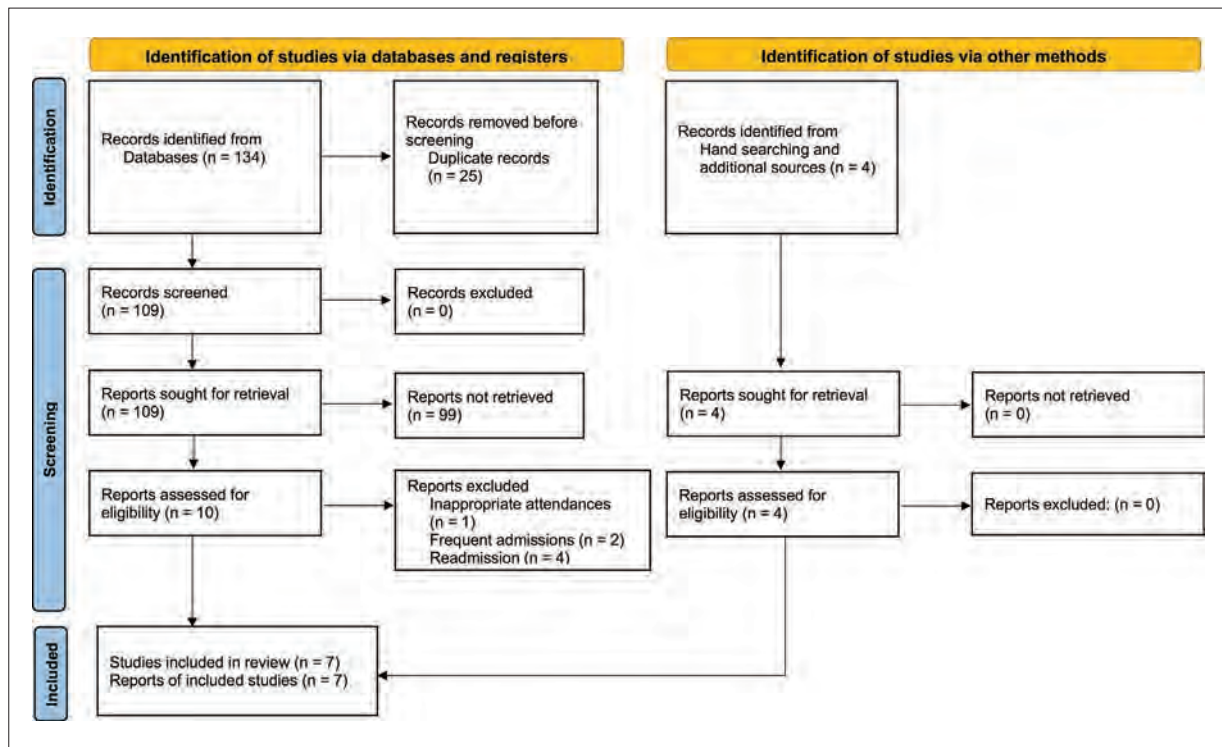 Identification of studies via databases and registers
Identification of studies via other methods
Identification
Records identified from
Databases (n = 134)
Records removed before
screening
Duplicate records
(n = 25)
Records identified from
Hand searching and
additional sources (n = 4)
Screening
Records screened
(n = 109)
Records excluded
(n = 0)
Reports sought for retrieval
(n = 109)
Reports not retrieved
(n = 99)
Reports sought for retrieval
(n = 4)
Reports not retrieved
(n = 0)
Reports assessed for
eligibility (n = 10)
Reports excluded
Inappropriate attendances
(n = 1)
Frequent admissions (n = 2)
Readmission (n = 4)
Reports assessed for
eligibility (n = 4)
Reports excluded: (n = 0)
Included
Studies included in review (n = 7)
Reports of included studies (n = 7)